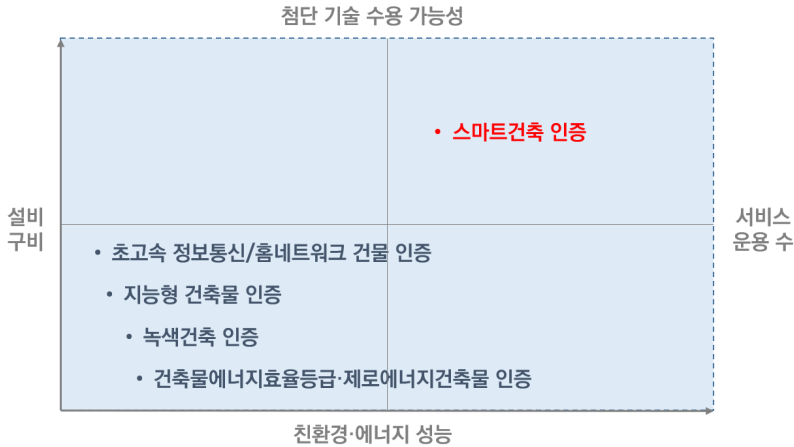 첨단 기술 수용 가능성
• 스마트건축 인증
설비
구비
서비스
운용 수
• 초고속 정보통신/홈네트워크 건물 인증
• 지능형 건축물 인증
• 녹색건축 인증
• 건축물에너지효율등급·제로에너지건축물 인증
친환경·에너지 성능